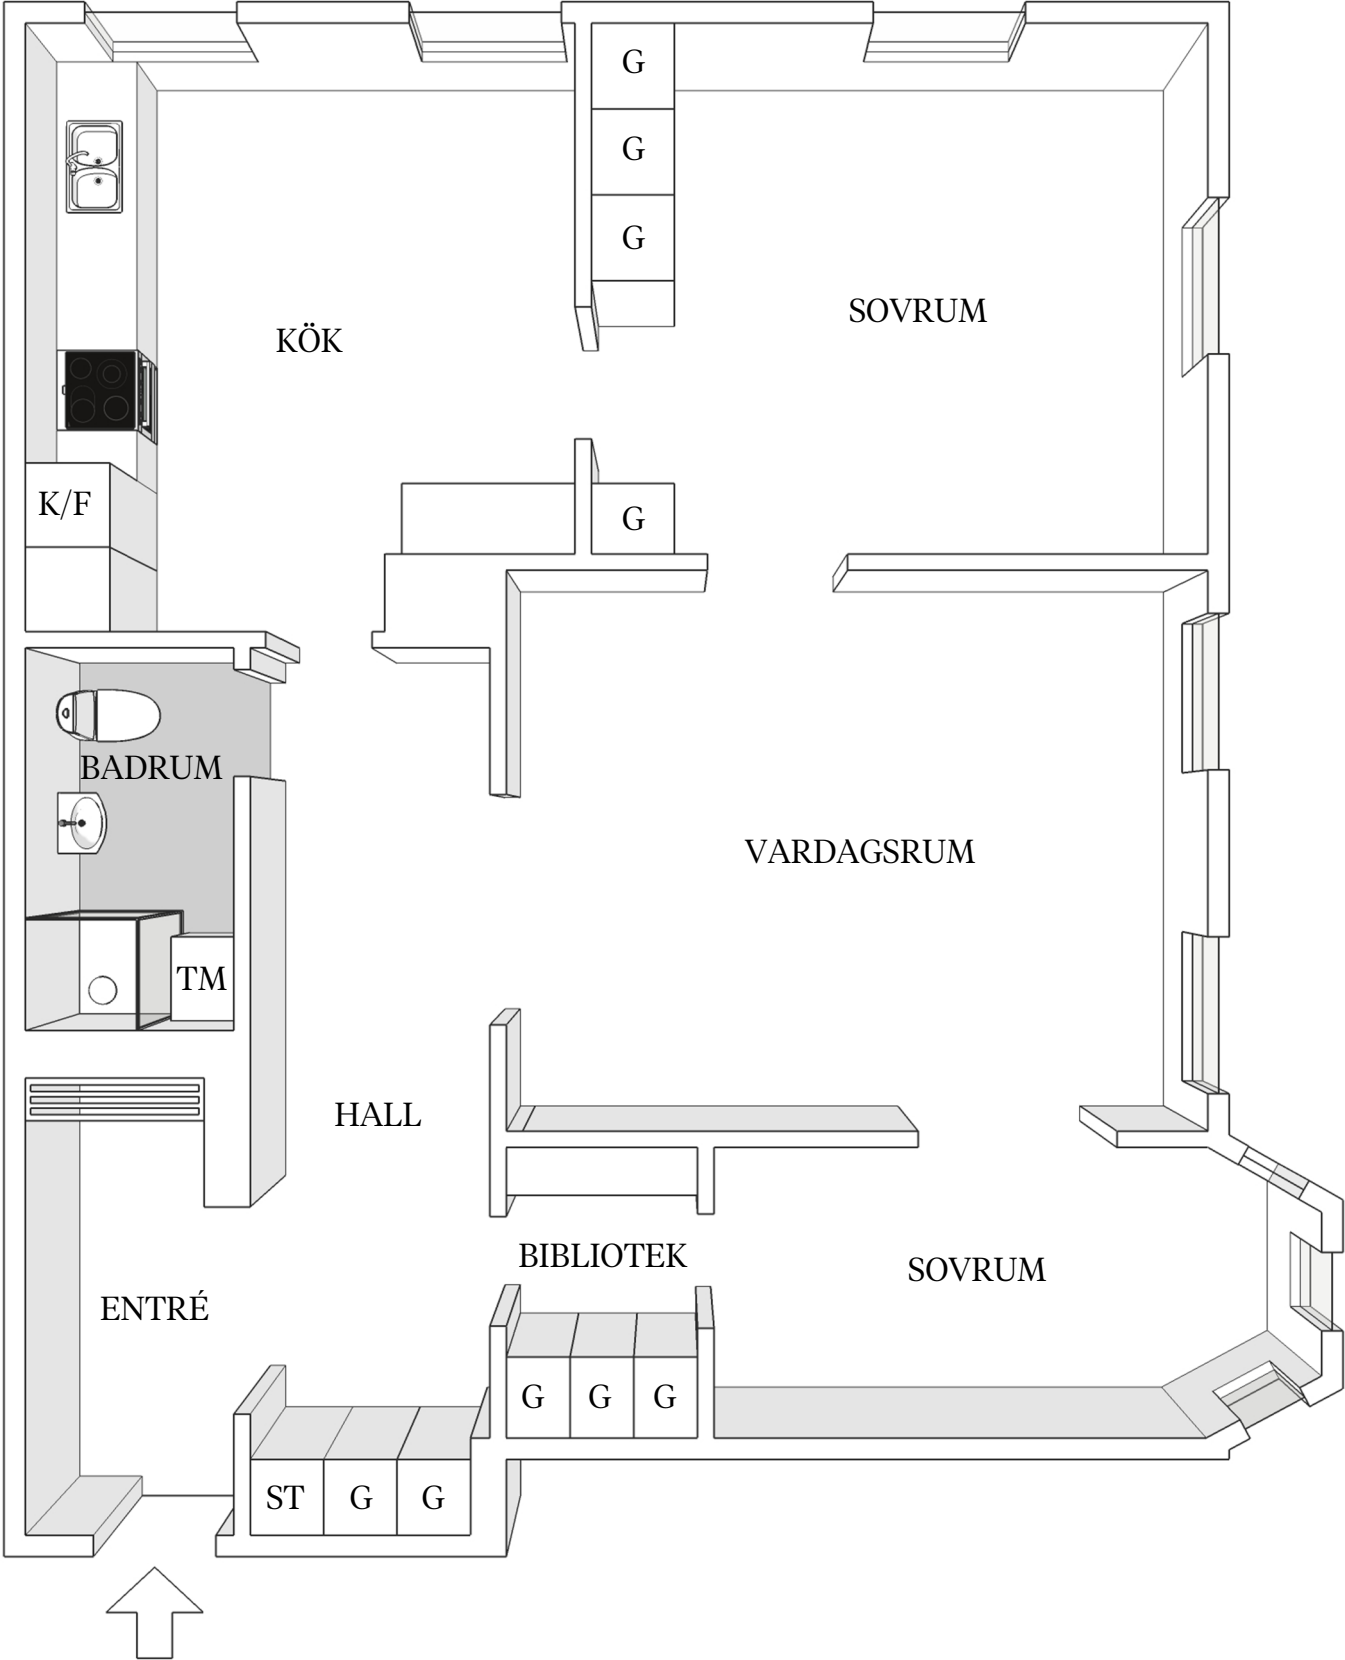 G
G
G
SOVRUM
KÖK
K/F
G
BADRUM
VARDAGSRUM
TM
HALL
BIBLIOTEK
SOVRUM
ENTRÉ
G
G
G
ST
G
G